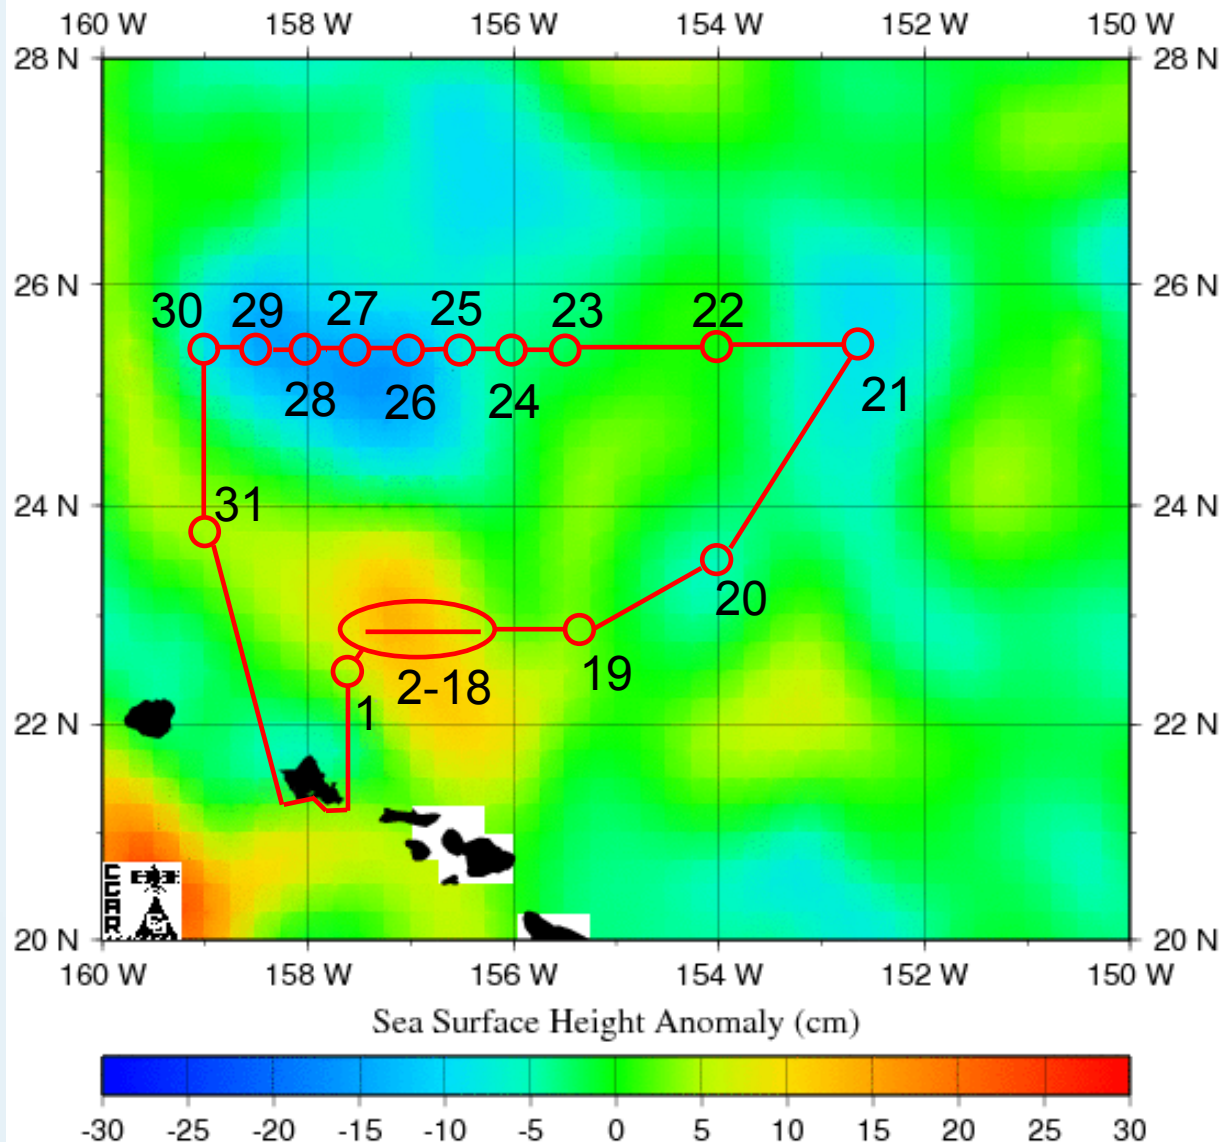 160 W 158 W 156 W 154 W 152 W 150 W
28 N 28 N
26 N 26 N
30 29 27 25 23 22
28 26 24 21
24 N 24 N
31
20
19
2-18
1
22 N 22 N
CCAR
20 N 20 N
160 W 158 W 156 W 154 W 152 W 150 W
Sea Surface Height Anomaly (cm)
-30 -25 -20 -15 -10 -5 0 5 10 15 20 25 30